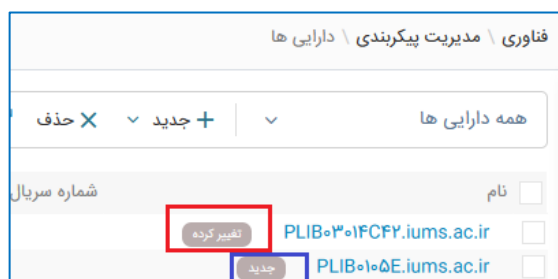 فناوری \ مدیریت پیکربندی \ دارایی ها
همه دارایی ها + جدید × حذف
نام شماره سریال
PLIB۰۳۰۱۴CF۴۲.iums.ac.ir تغییر کرده
PLIB۰۱۰۵E.iums.ac.ir جدید